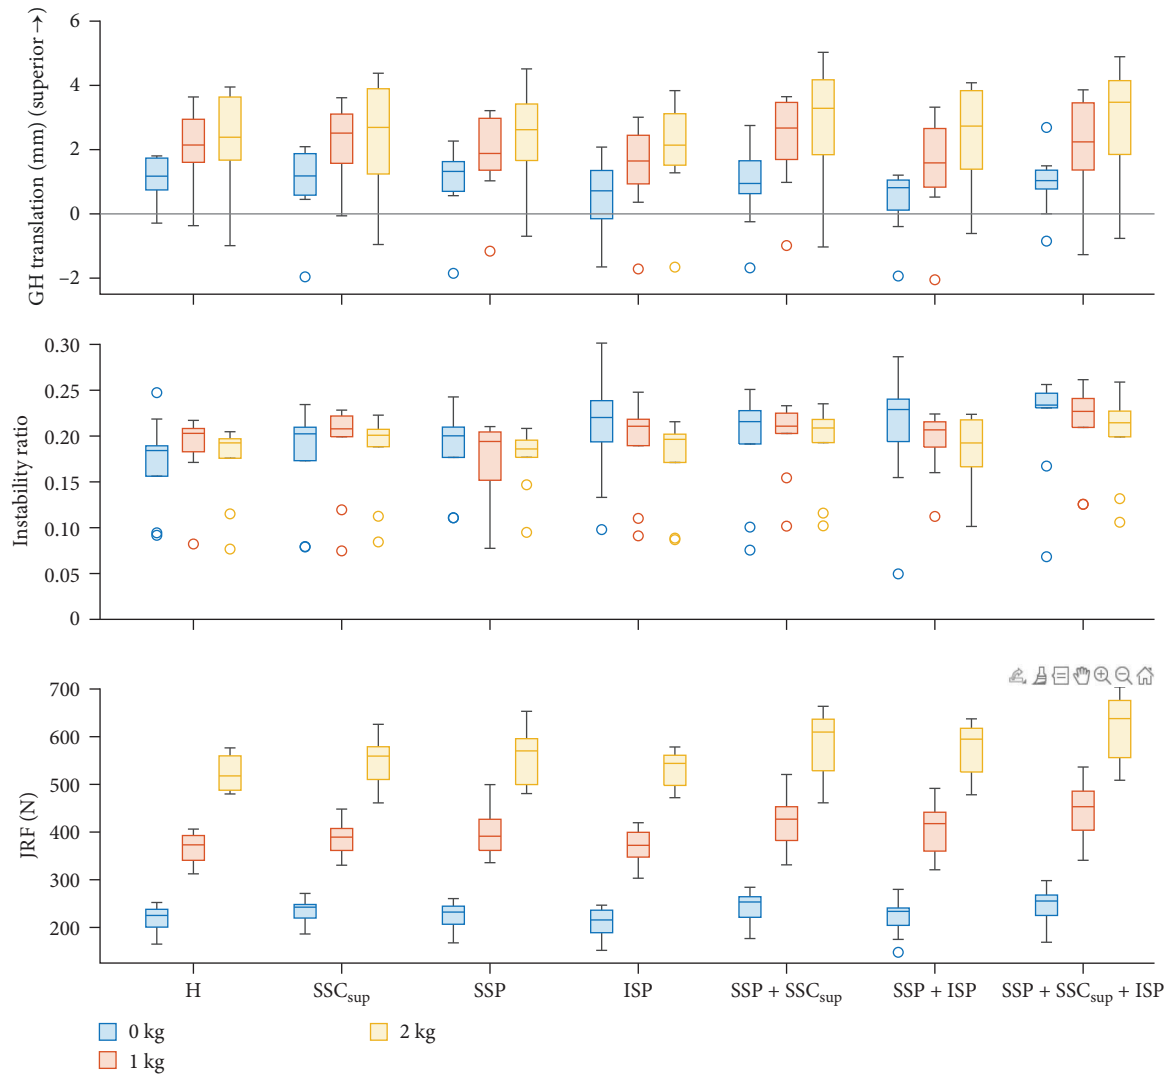 GH translation (mm) (superior →)
6
4
2
0
−2
Instability ratio
0.30
0.25
0.20
0.15
0.10
0.05
0
JRF (N)
700
600
500
400
300
200
H SSCsup SSP ISP SSP + SSCsup SSP + ISP SSP + SSCsup + ISP
0 kg
1 kg
2 kg